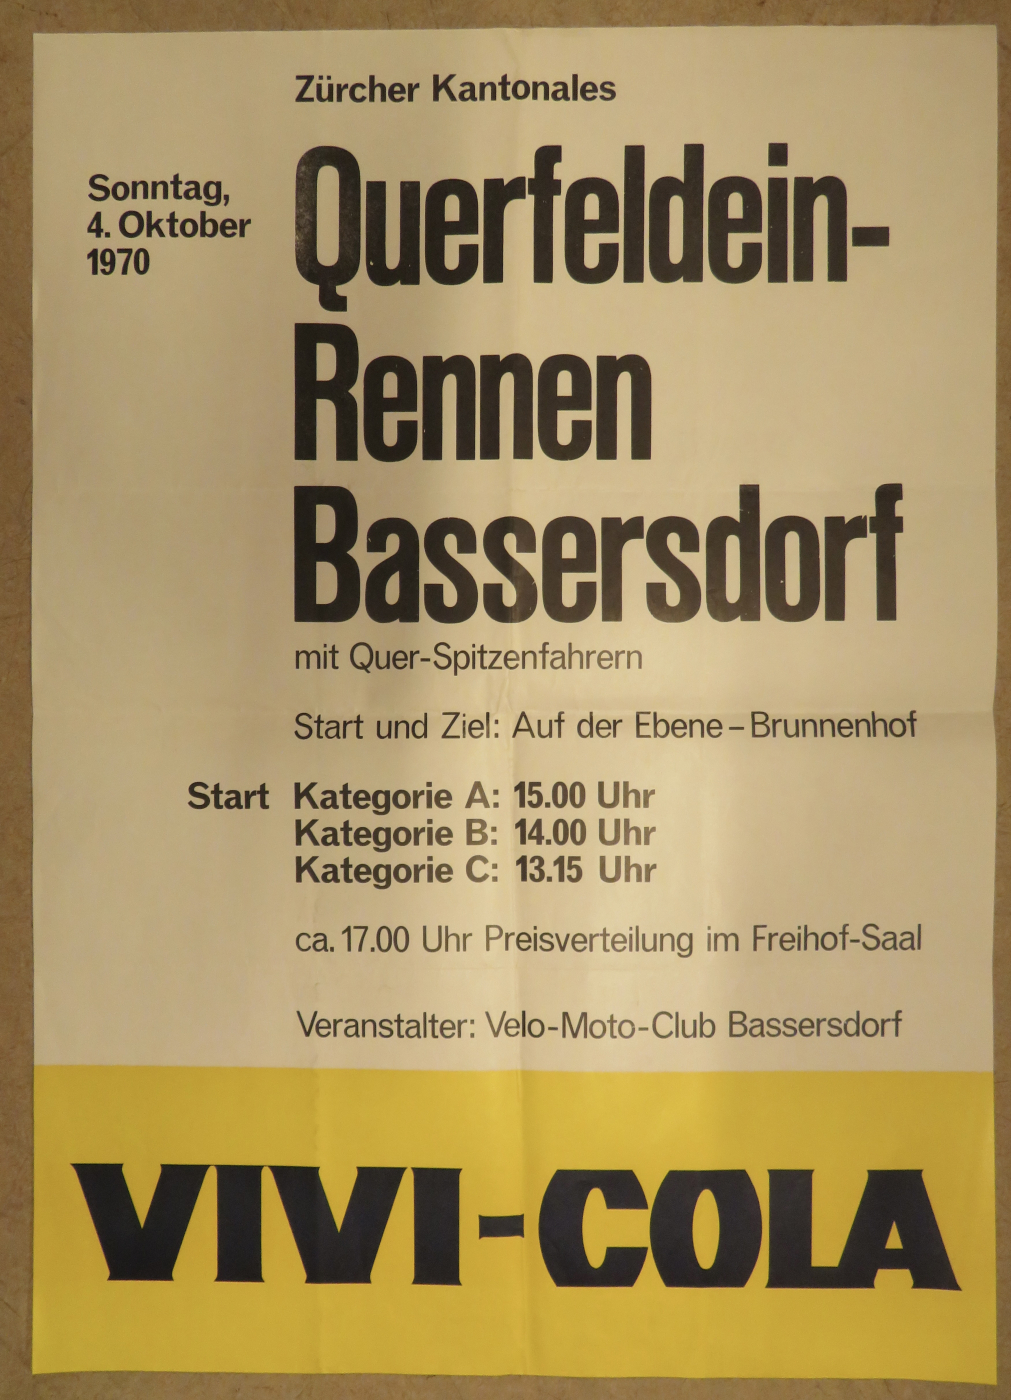 Zürcher Kantonales
Sonntag,
4. Oktober
1970
Querfeldein-
Rennen
Bassersdorf
mit Quer-Spitzenfahrern
Start und Ziel: Auf der Ebene – Brunnenhof
Start Kategorie A: 15.00 Uhr
Kategorie B: 14.00 Uhr
Kategorie C: 13.15 Uhr
ca. 17.00 Uhr Preisverteilung im Freihof-Saal
Veranstalter: Velo-Moto-Club Bassersdorf
VIVI-COLA